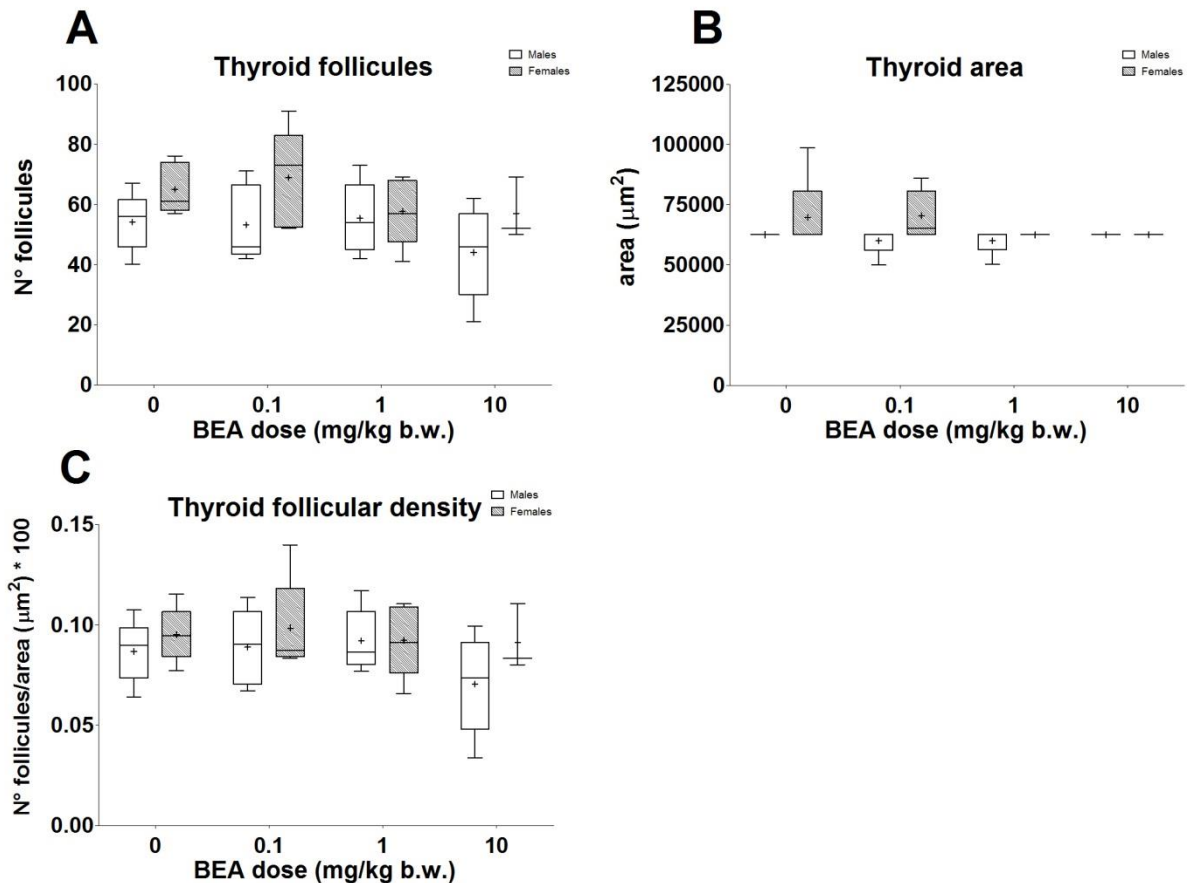 A
Thyroid follicules
Males
Females
N° follicules
100
80
60
40
20
0
0 0.1 1 10
BEA dose (mg/kg b.w.)
B
Thyroid area
Males
Females
area (μm²)
125000
100000
75000
50000
25000
0
0 0.1 1 10
BEA dose (mg/kg b.w.)
C
Thyroid follicular density
Males
Females
N° follicules/area (μm²) * 100
0.15
0.10
0.05
0.00
0 0.1 1 10
BEA dose (mg/kg b.w.)